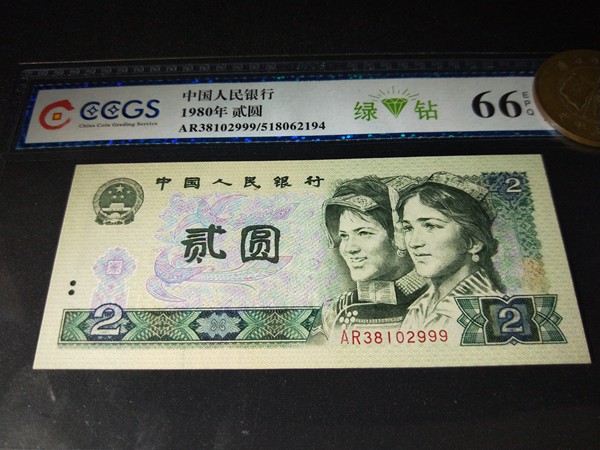 CCGS
China Coin Grading Service
中国人民银行
1980年 贰圆
AR38102999/518062194
绿 钻
66 EPQ
中国人民银行
2
贰圆
2
2
AR38102999